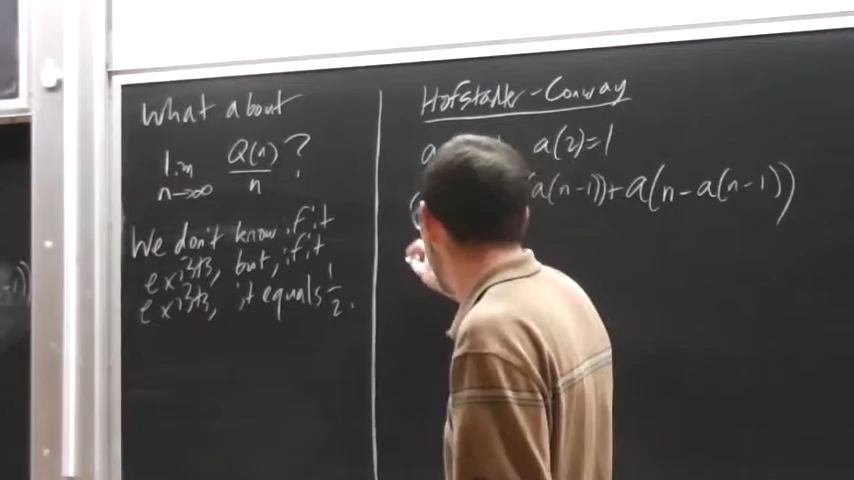 What about
lim n→∞ Q(n)/n ?
We don't know if it
exists, but, if it
exists, it equals 1/2.
Hofstadter-Conway
a(2)=1
a(n-1))+a(n-a(n-1))